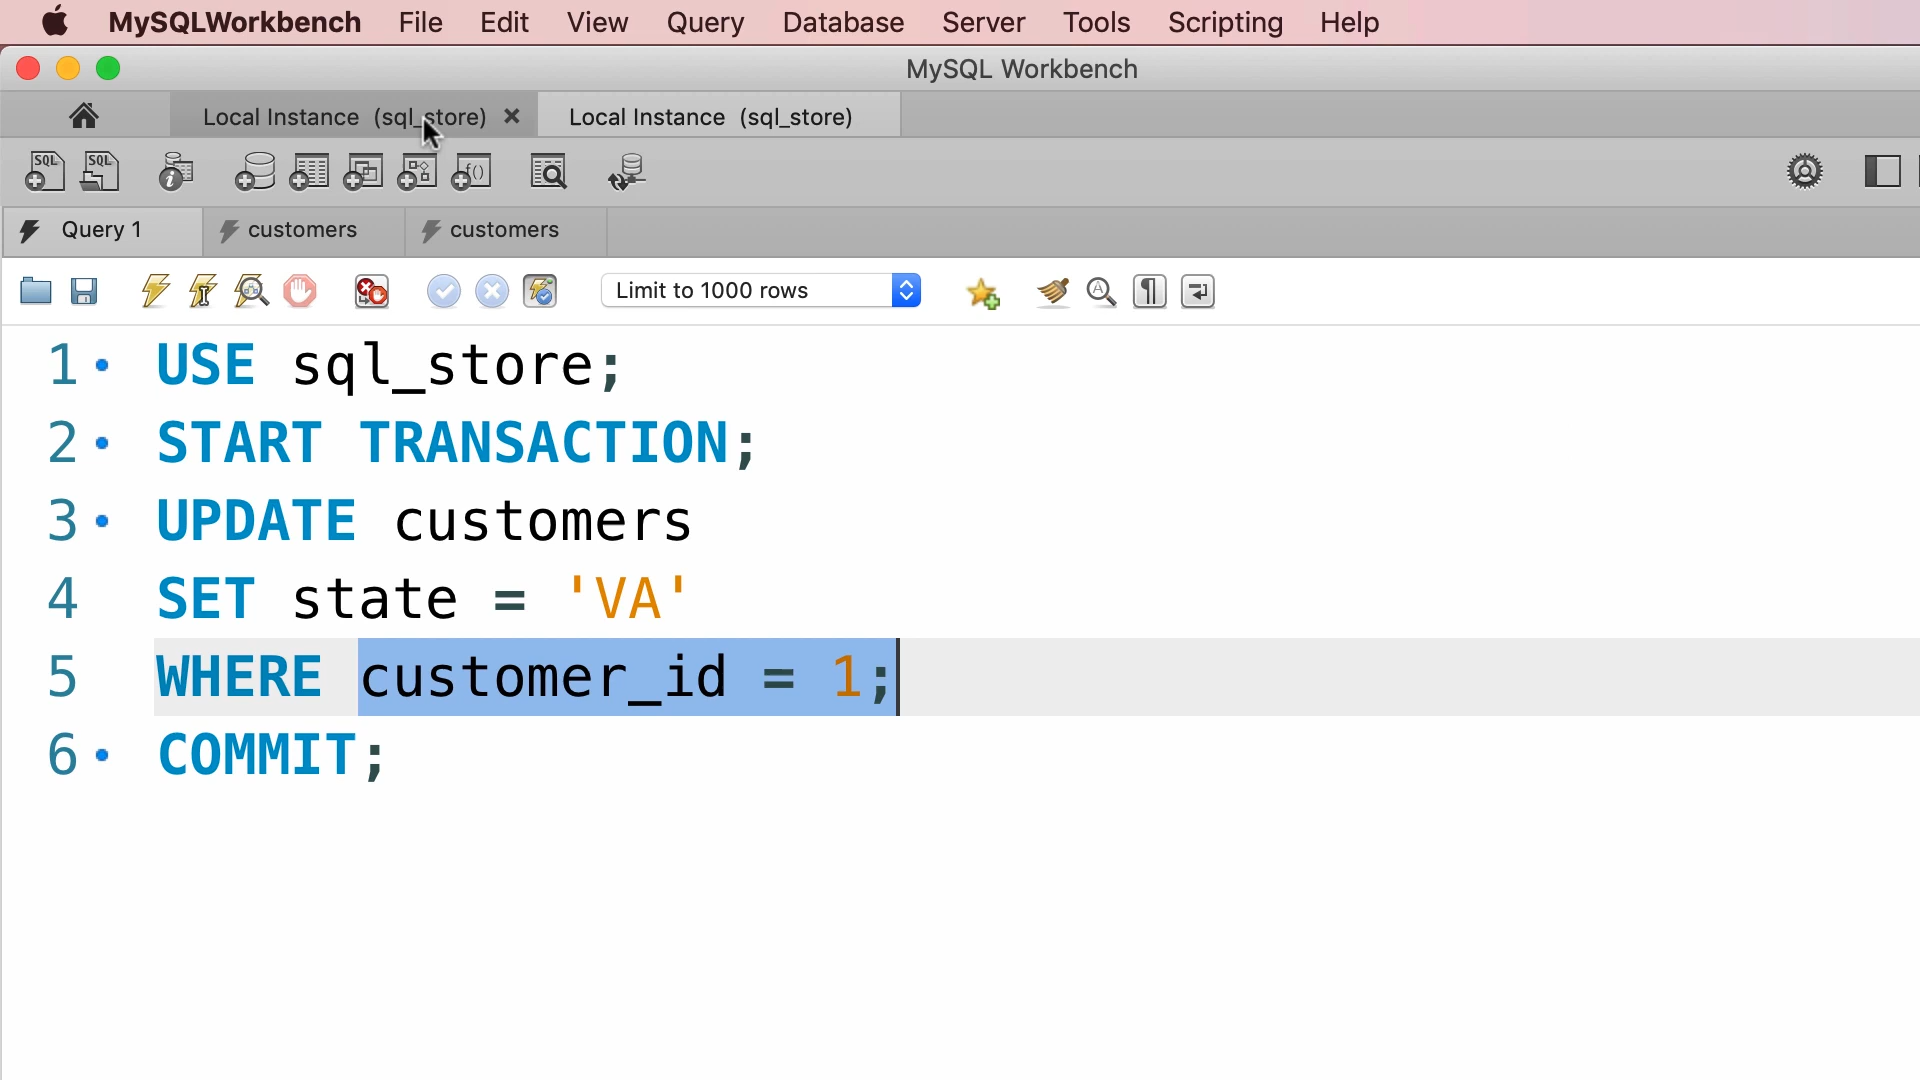 MySQLWorkbench File Edit View Query Database Server Tools Scripting Help
MySQL Workbench
Local Instance (sql_store) Local Instance (sql_store)
SQL SQL f()
Query 1 customers customers
Limit to 1000 rows
1 USE sql_store;
2 START TRANSACTION;
3 UPDATE customers
4 SET state = 'VA'
5 WHERE customer_id = 1;
6 COMMIT;